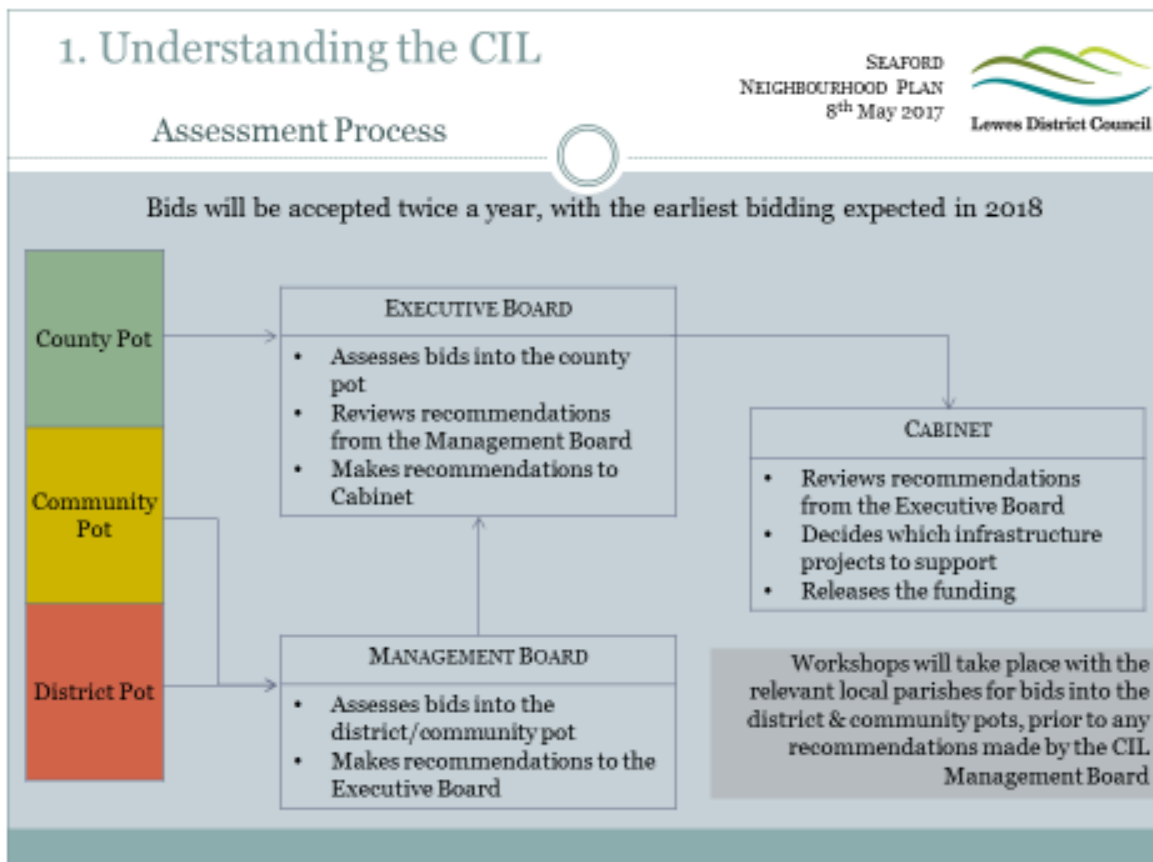 1. Understanding the CIL
Assessment Process
SEAFORD
NEIGHBOURHOOD PLAN
8th May 2017
Lewes District Council
Bids will be accepted twice a year, with the earliest bidding expected in 2018
County Pot
Community
Pot
District Pot
EXECUTIVE BOARD
• Assesses bids into the county
pot
• Reviews recommendations
from the Management Board
• Makes recommendations to
Cabinet
MANAGEMENT BOARD
• Assesses bids into the
district/community pot
• Makes recommendations to the
Executive Board
CABINET
• Reviews recommendations
from the Executive Board
• Decides which infrastructure
projects to support
• Releases the funding
Workshops will take place with the
relevant local parishes for bids into the
district & community pots, prior to any
recommendations made by the CIL
Management Board